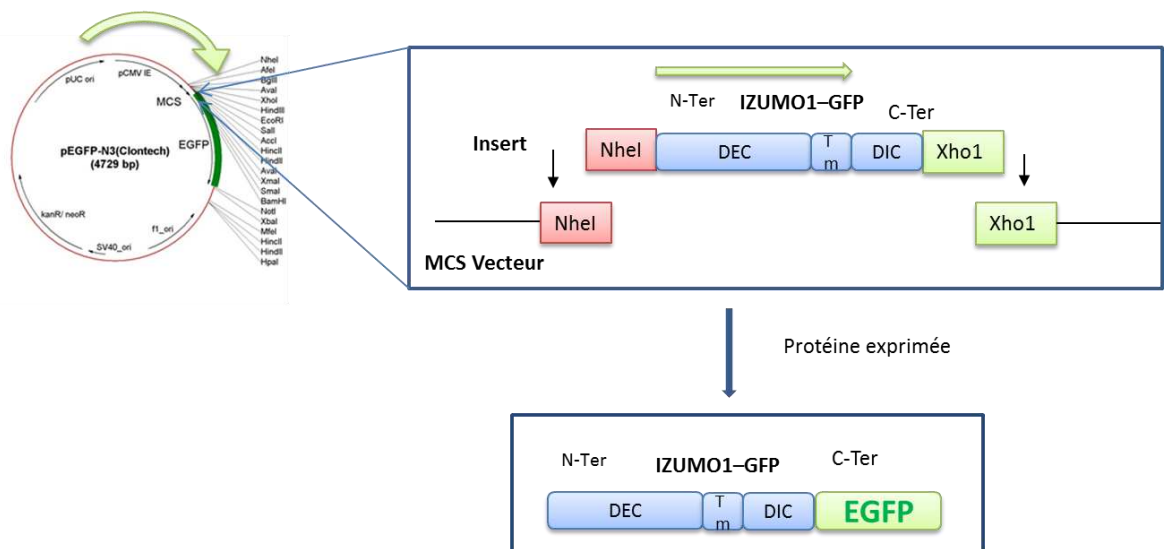 pUC ori
pCMV IE
MCS
EGFP
pEGFP-N3(Clontech)
(4729 bp)
kanR/ neoR
f1_ori
SV40_ori
NheI
AfeI
BglII
AvaI
XhoI
HindIII
EcoRI
SalI
AccI
HincII
HindII
AvaI
XmaI
SmaI
BamHI
NotI
XbaI
MfeI
HincII
HindII
HpaI
N-Ter IZUMO1–GFP C-Ter
Insert
NheI DEC Tm DIC Xho1
NheI Xho1
MCS Vecteur
Protéine exprimée
N-Ter IZUMO1–GFP C-Ter
DEC Tm DIC EGFP